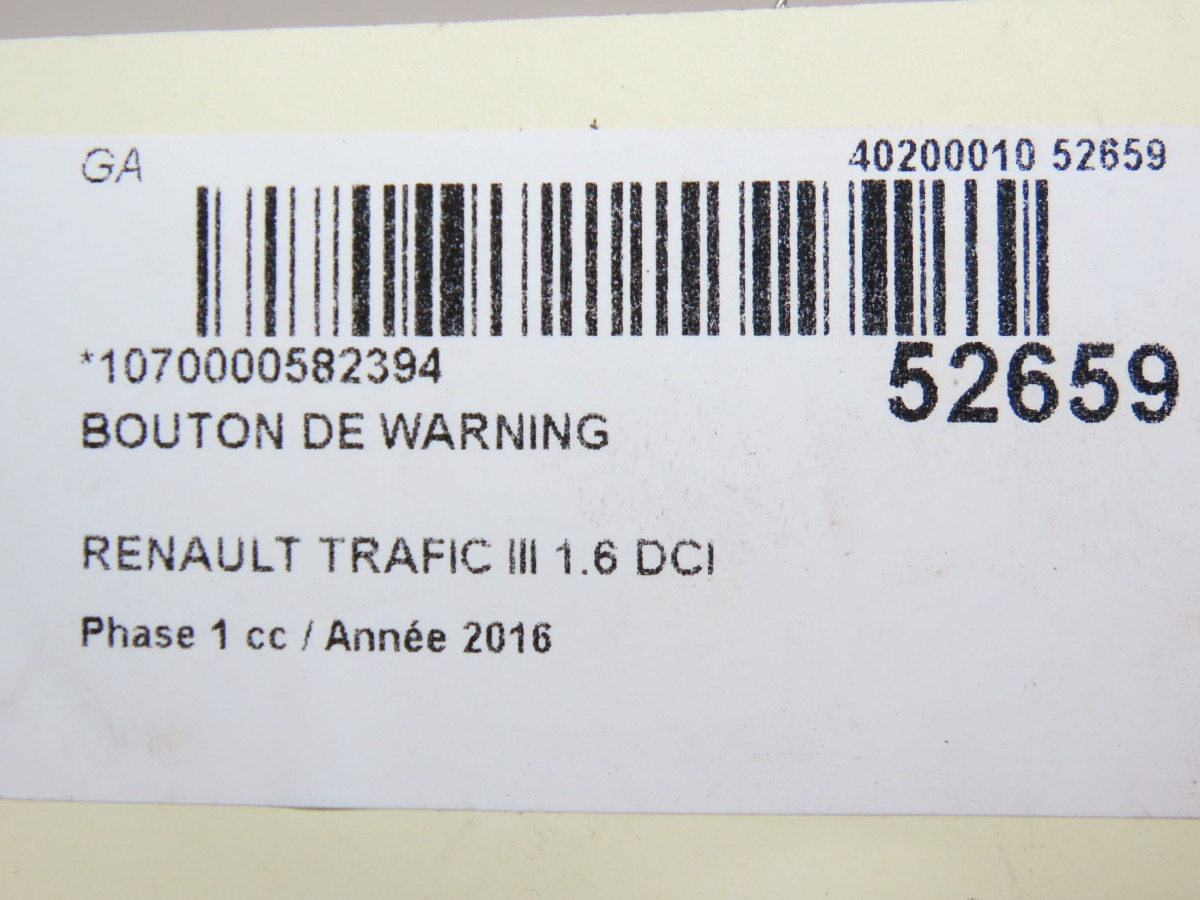 GA
40200010 52659
*1070000582394
52659
BOUTON DE WARNING
RENAULT TRAFIC III 1.6 DCI
Phase 1 cc / Année 2016